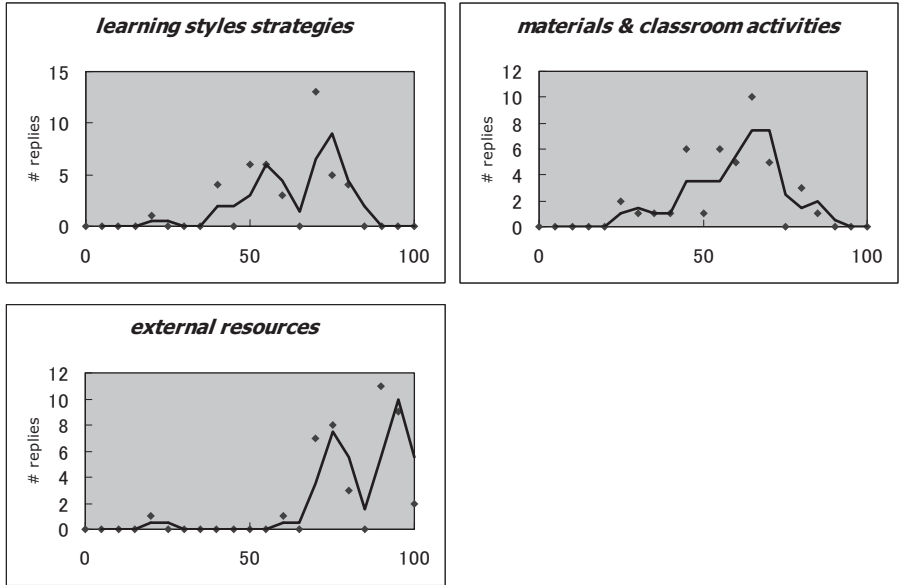 learning styles strategies
15
10
5
0
# replies
0 50 100
materials & classroom activities
12
10
8
6
4
2
0
# replies
0 50 100
external resources
12
10
8
6
4
2
0
# replies
0 50 100